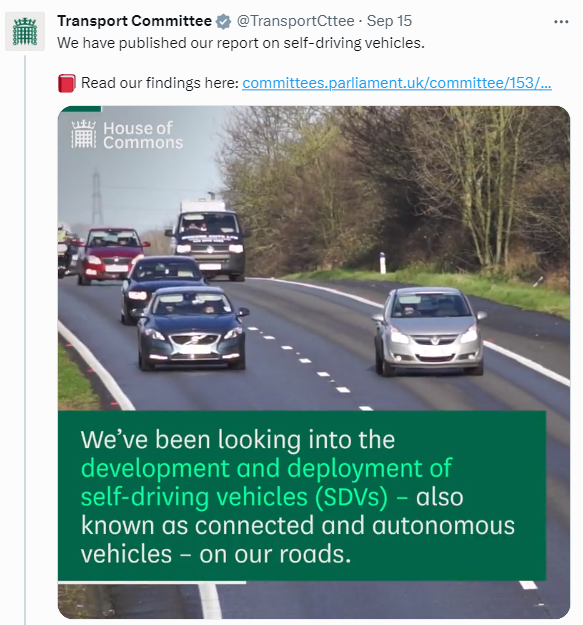 Transport Committee @TransportCttee · Sep 15
We have published our report on self-driving vehicles.
Read our findings here: committees.parliament.uk/committee/153/...
House of
Commons
We've been looking into the
development and deployment of
self-driving vehicles (SDVs) – also
known as connected and autonomous
vehicles – on our roads.